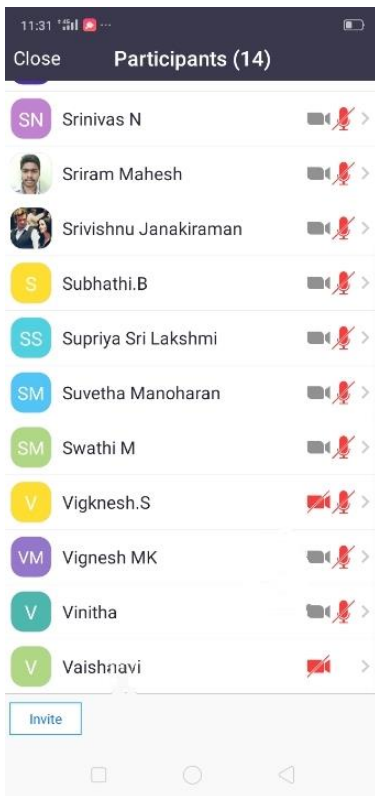 11:31
Close Participants (14)
SN Srinivas N
Sriram Mahesh
Srivishnu Janakiraman
S Subhathi.B
SS Supriya Sri Lakshmi
SM Suvetha Manoharan
SM Swathi M
V Vigknesh.S
VM Vignesh MK
V Vinitha
V Vaishnavi
Invite